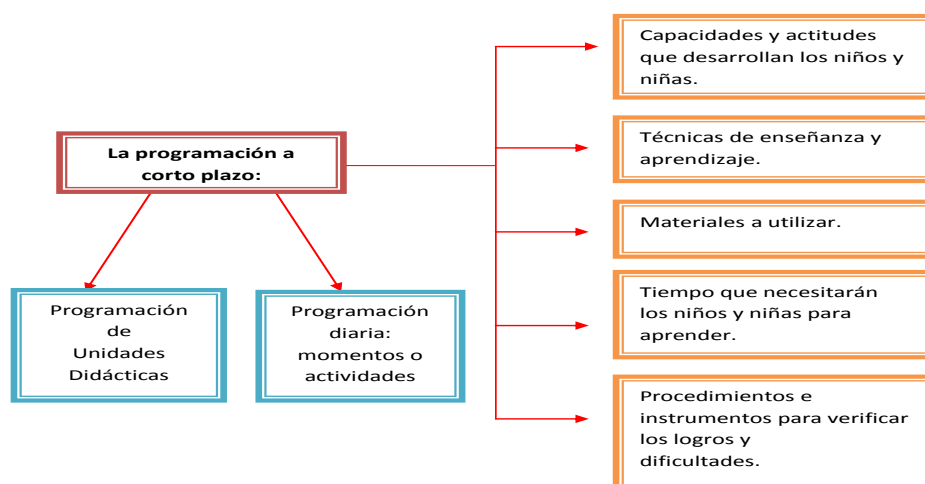 La programación a
corto plazo:
Programación
de
Unidades
Didácticas
Programación
diaria:
momentos o
actividades
Capacidades y actitudes
que desarrollan los niños y
niñas.
Técnicas de enseñanza y
aprendizaje.
Materiales a utilizar.
Tiempo que necesitarán
los niños y niñas para
aprender.
Procedimientos e
instrumentos para verificar
los logros y
dificultades.